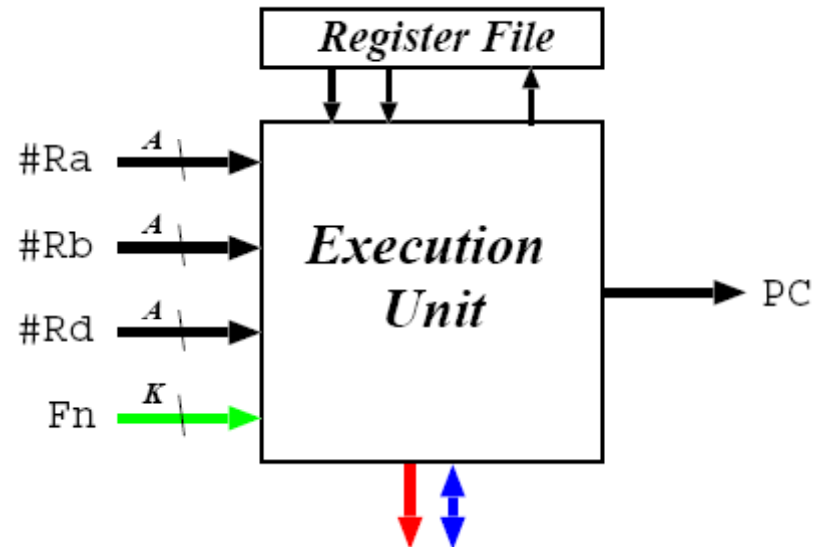 Register File
#Ra
A
#Rb
A
#Rd
A
Fn
K
Execution
Unit
PC